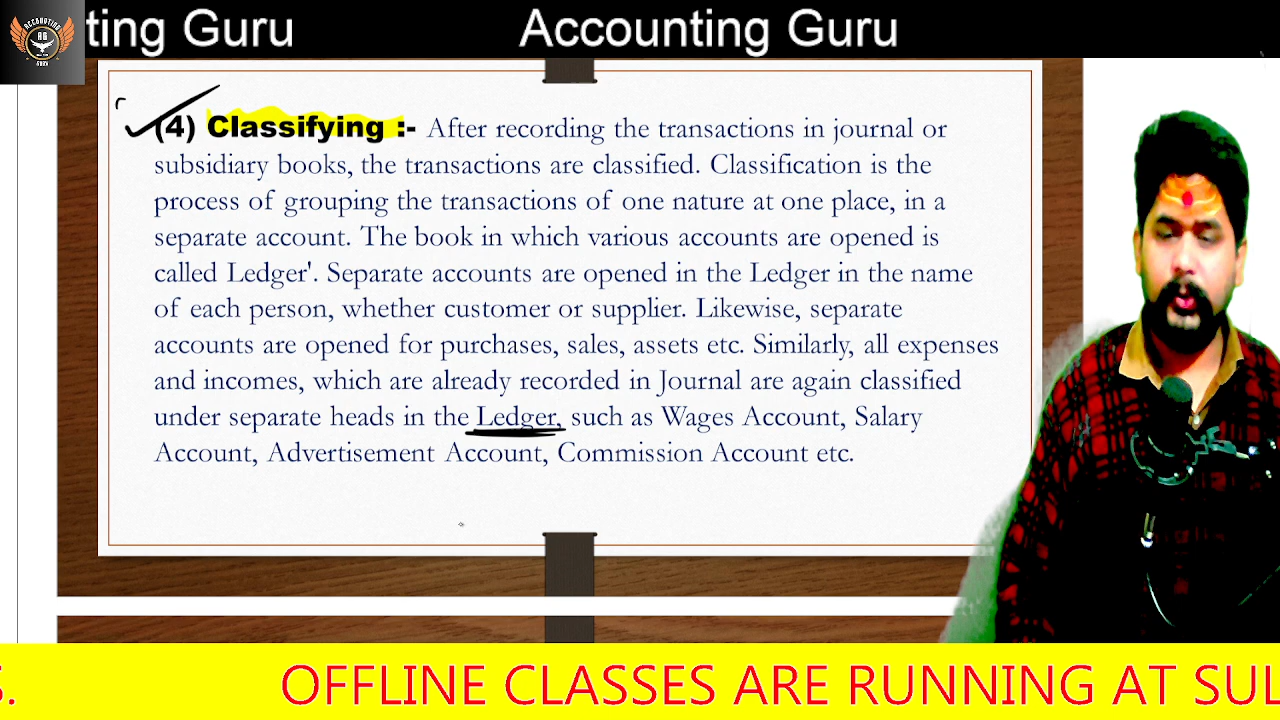 ting Guru Accounting Guru
ACCOUNTING
AG
GURU
(4) Classifying :- After recording the transactions in journal or
subsidiary books, the transactions are classified. Classification is the
process of grouping the transactions of one nature at one place, in a
separate account. The book in which various accounts are opened is
called Ledger'. Separate accounts are opened in the Ledger in the name
of each person, whether customer or supplier. Likewise, separate
accounts are opened for purchases, sales, assets etc. Similarly, all expenses
and incomes, which are already recorded in Journal are again classified
under separate heads in the Ledger, such as Wages Account, Salary
Account, Advertisement Account, Commission Account etc.
S. OFFLINE CLASSES ARE RUNNING AT SUL